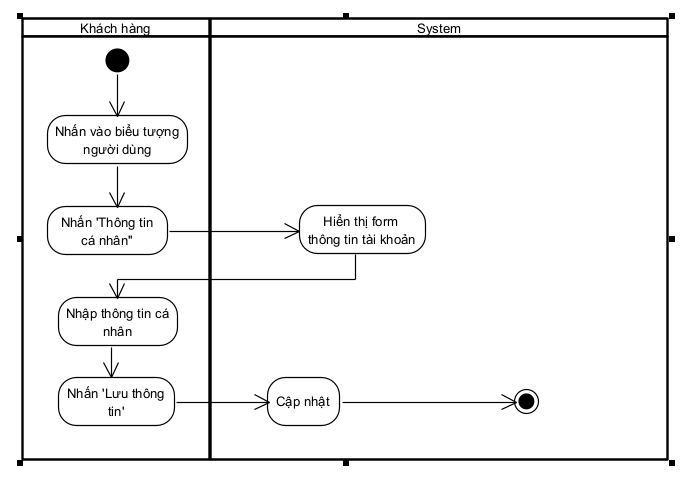 Khách hàng
System
Nhấn vào biểu tượng
người dùng
Nhấn 'Thông tin
cá nhân"
Hiển thị form
thông tin tài khoản
Nhập thông tin cá
nhân
Nhấn 'Lưu thông
tin'
Cập nhật